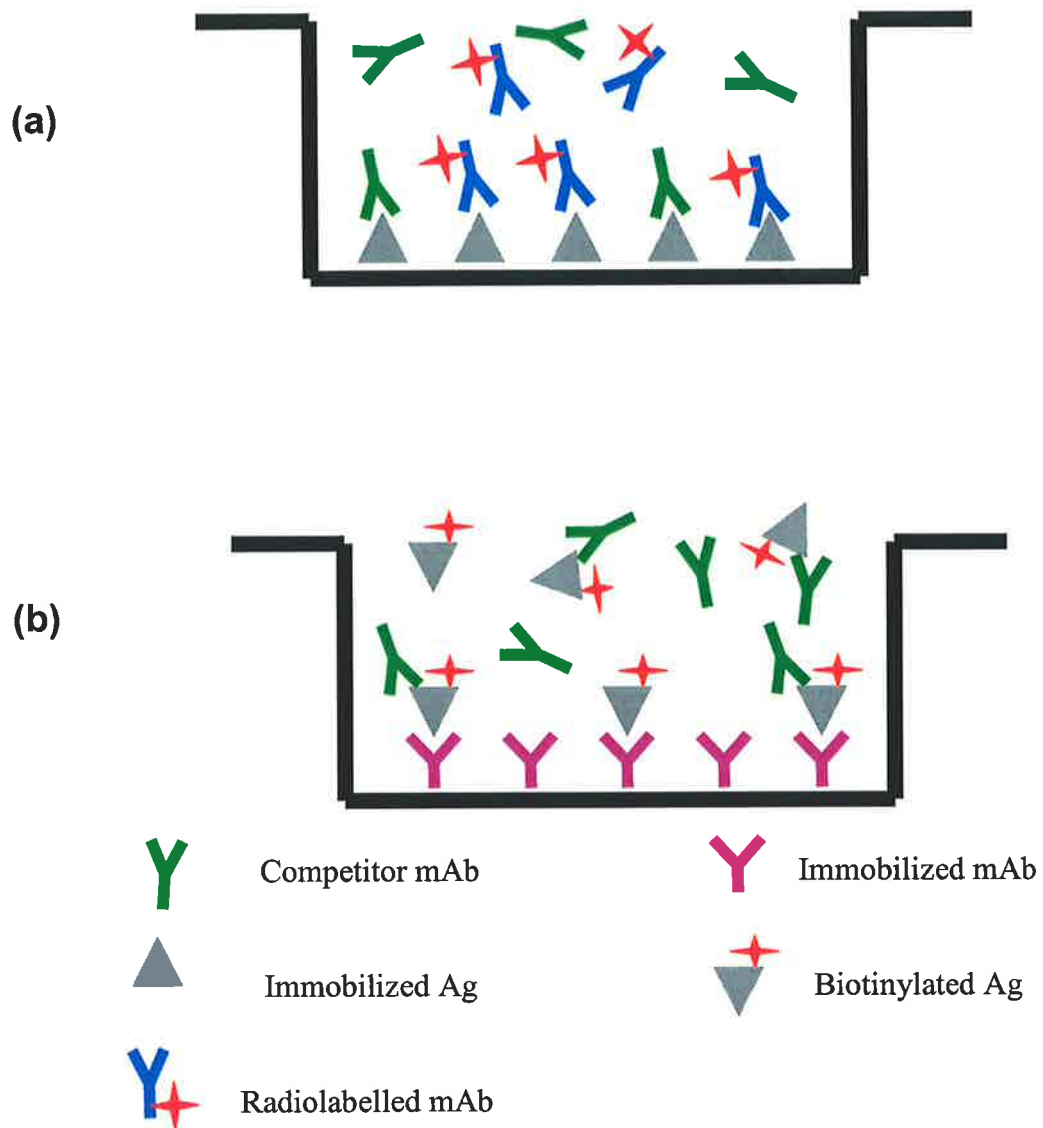 (a)
(b)
Competitor mAb
Immobilized mAb
Immobilized Ag
Biotinylated Ag
Radiolabelled mAb